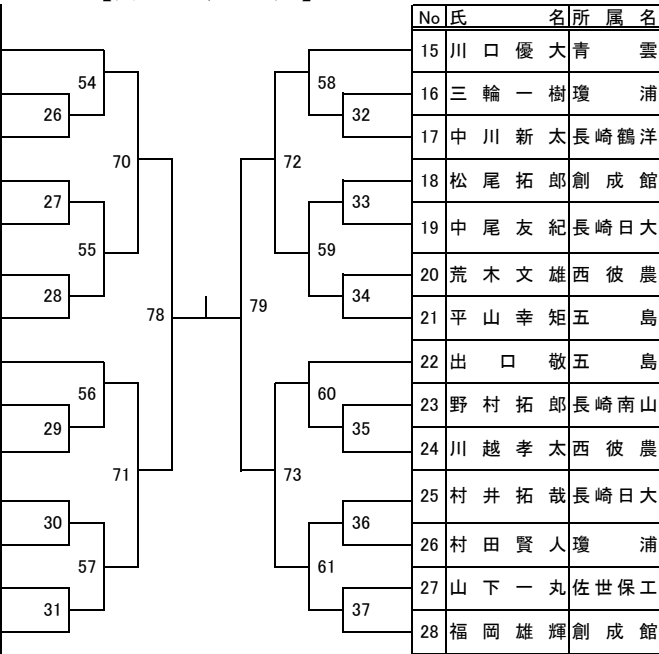 No 氏名 所属名
15 川口優大 青雲
16 三輪一樹 瓊浦
17 中川新太 長崎鶴洋
18 松尾拓郎 創成館
19 中尾友紀 長崎日大
20 荒木文雄 西彼農
21 平山幸矩 五島
22 出口敬 五島
23 野村拓郎 長崎南山
24 川越孝太 西彼農
25 村井拓哉 長崎日大
26 村田賢人 瓊浦
27 山下一丸 佐世保工
28 福岡雄輝 創成館
54
26
70
27
55
28
78
56
29
71
30
57
31
58
32
72
33
59
34
79
60
35
73
36
61
37